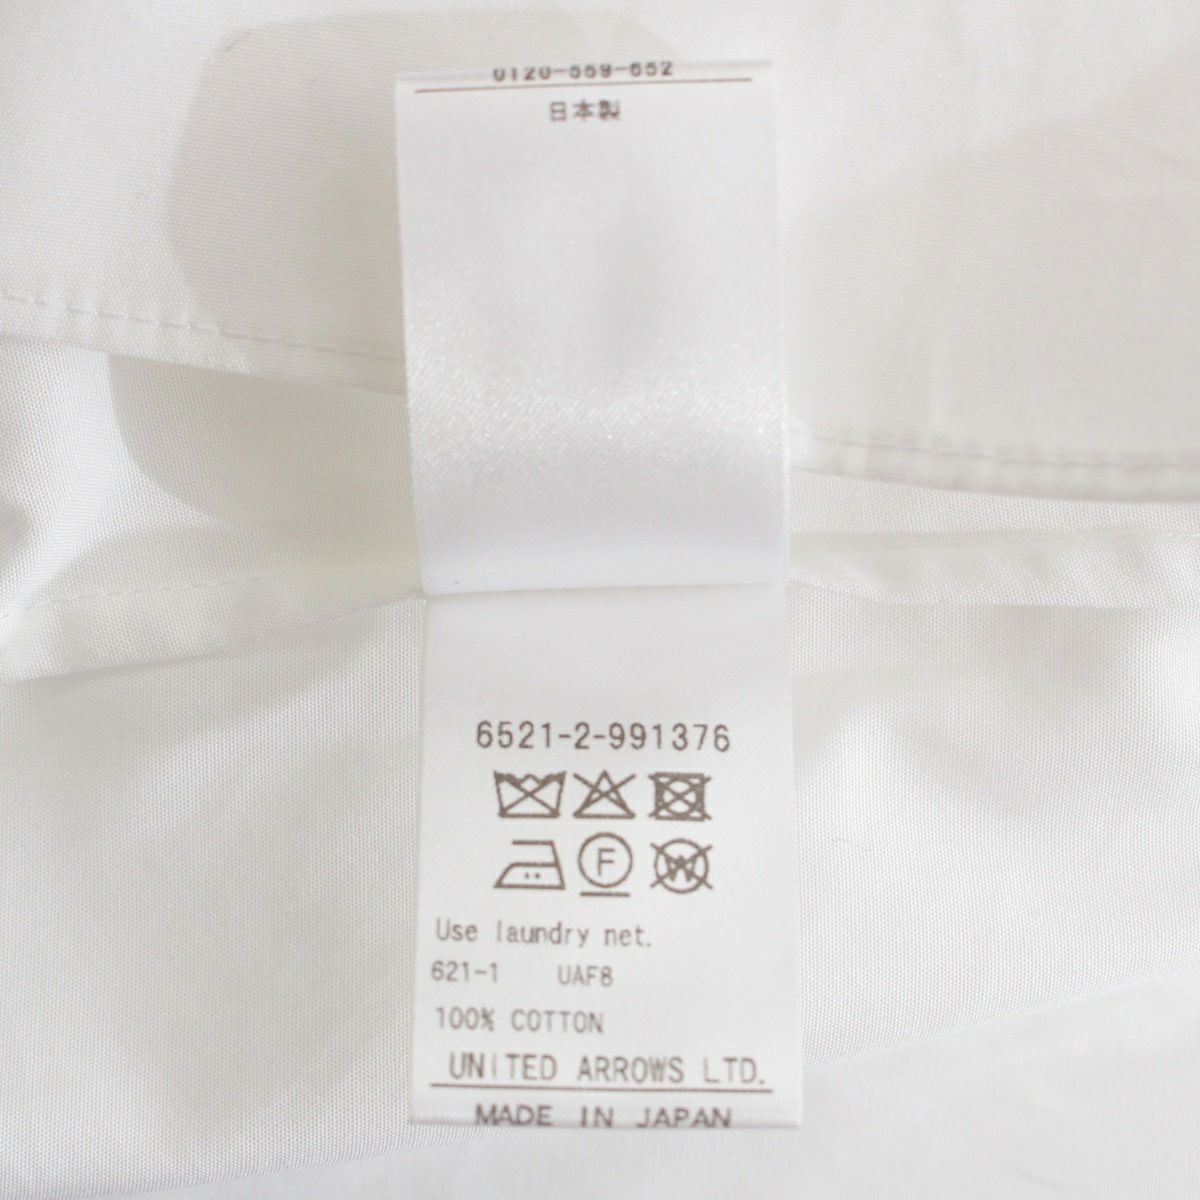 0120-559-652
日本製
6521-2-991376
F
W
Use laundry net.
621-1 UAF8
100% COTTON
UNITED ARROWS LTD.
MADE IN JAPAN